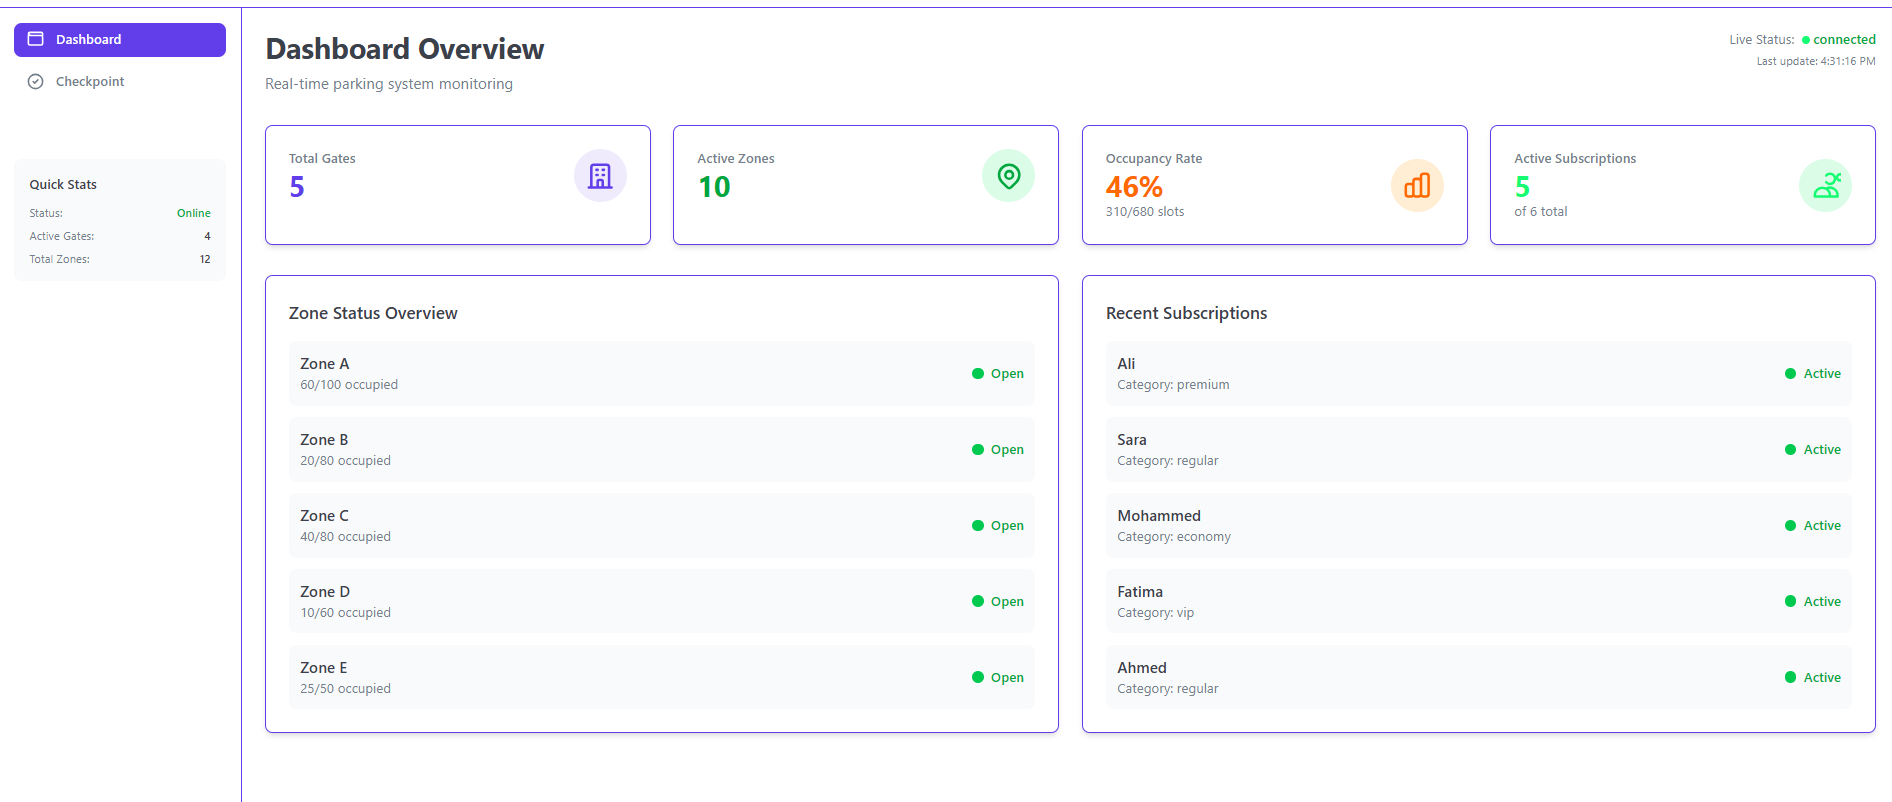 Dashboard
Checkpoint
Quick Stats
Status: Online
Active Gates: 4
Total Zones: 12
Dashboard Overview
Real-time parking system monitoring
Live Status: connected
Last update: 4:31:16 PM
Total Gates
5
Active Zones
10
Occupancy Rate
46%
310/680 slots
Active Subscriptions
5
of 6 total
Zone Status Overview
Zone A
60/100 occupied
Open
Zone B
20/80 occupied
Open
Zone C
40/80 occupied
Open
Zone D
10/60 occupied
Open
Zone E
25/50 occupied
Open
Recent Subscriptions
Ali
Category: premium
Active
Sara
Category: regular
Active
Mohammed
Category: economy
Active
Fatima
Category: vip
Active
Ahmed
Category: regular
Active